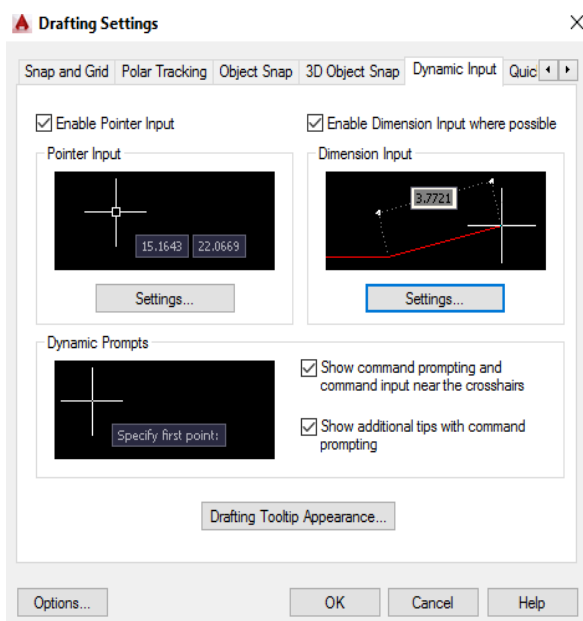 Drafting Settings
Snap and Grid Polar Tracking Object Snap 3D Object Snap Dynamic Input Quic
Enable Pointer Input
Enable Dimension Input where possible
Pointer Input
Dimension Input
15.1643 22.0669
3.7721
Settings...
Settings...
Dynamic Prompts
Specify first point:
Show command prompting and
command input near the crosshairs
Show additional tips with command
prompting
Drafting Tooltip Appearance...
Options... OK Cancel Help